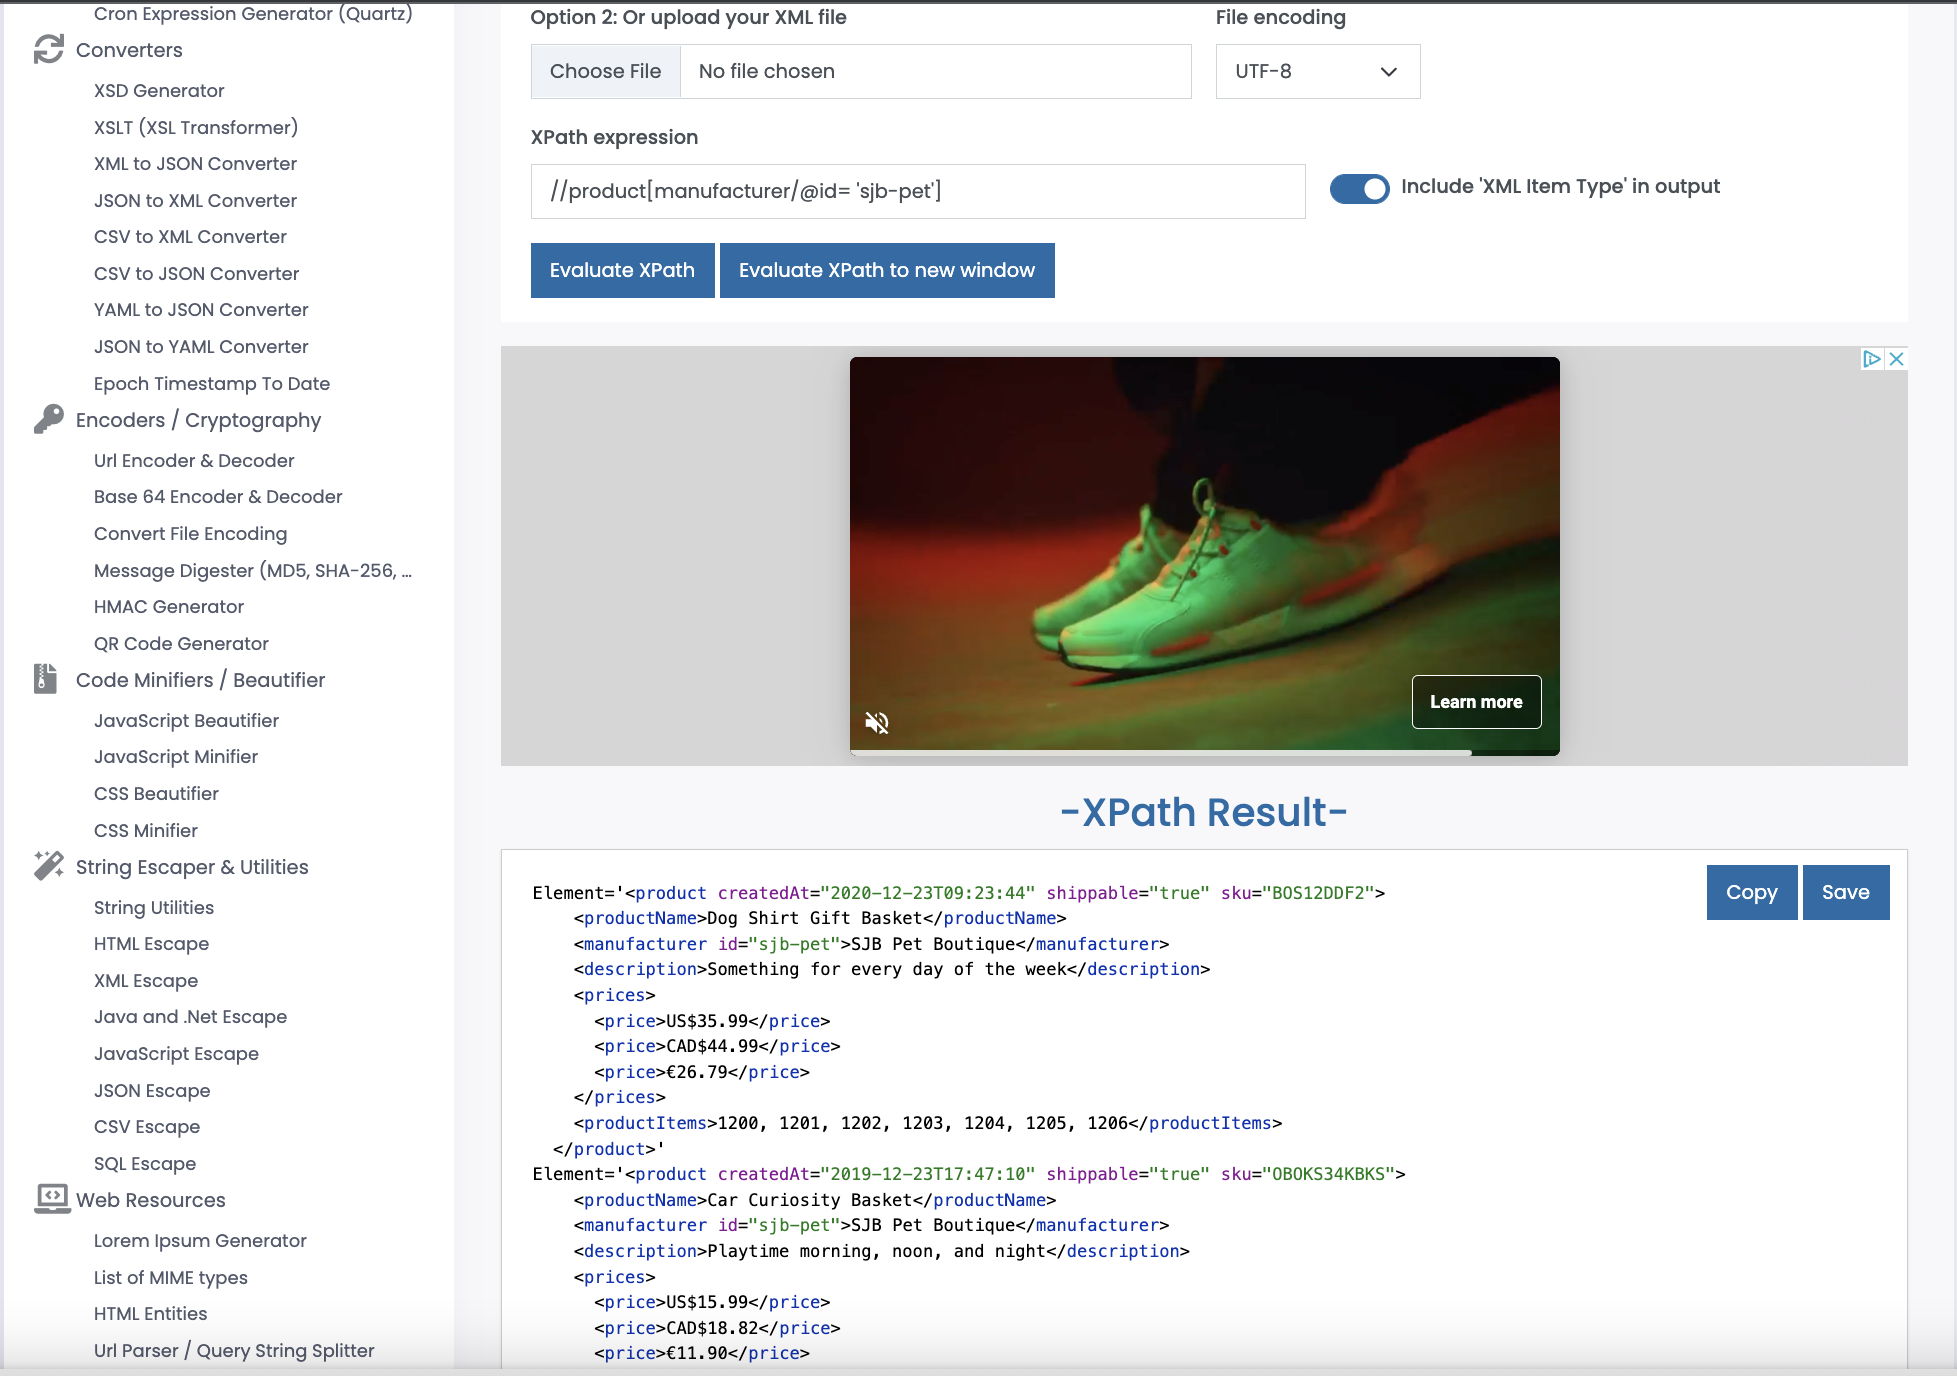 Cron Expression Generator (Quartz)
Converters
XSD Generator
XSLT (XSL Transformer)
XML to JSON Converter
JSON to XML Converter
CSV to XML Converter
CSV to JSON Converter
YAML to JSON Converter
JSON to YAML Converter
Epoch Timestamp To Date
Encoders / Cryptography
Url Encoder & Decoder
Base 64 Encoder & Decoder
Convert File Encoding
Message Digester (MD5, SHA-256, ...
HMAC Generator
QR Code Generator
Code Minifiers / Beautifier
JavaScript Beautifier
JavaScript Minifier
CSS Beautifier
CSS Minifier
String Escaper & Utilities
String Utilities
HTML Escape
XML Escape
Java and .Net Escape
JavaScript Escape
JSON Escape
CSV Escape
SQL Escape
Web Resources
Lorem Ipsum Generator
List of MIME types
HTML Entities
Url Parser / Query String Splitter
Option 2: Or upload your XML file
File encoding
Choose File No file chosen
UTF-8
XPath expression
//product[manufacturer/@id= 'sjb-pet']
Include 'XML Item Type' in output
Evaluate XPath
Evaluate XPath to new window
Learn more
-XPath Result-
Copy
Save
Element='<product createdAt="2020-12-23T09:23:44" shippable="true" sku="BOS12DDF2">
<productName>Dog Shirt Gift Basket</productName>
<manufacturer id="sjb-pet">SJB Pet Boutique</manufacturer>
<description>Something for every day of the week</description>
<prices>
<price>US$35.99</price>
<price>CAD$44.99</price>
<price>€26.79</price>
</prices>
<productItems>1200, 1201, 1202, 1203, 1204, 1205, 1206</productItems>
</product>'
Element='<product createdAt="2019-12-23T17:47:10" shippable="true" sku="OBOKS34KBKS">
<productName>Car Curiosity Basket</productName>
<manufacturer id="sjb-pet">SJB Pet Boutique</manufacturer>
<description>Playtime morning, noon, and night</description>
<prices>
<price>US$15.99</price>
<price>CAD$18.82</price>
<price>€11.90</price>